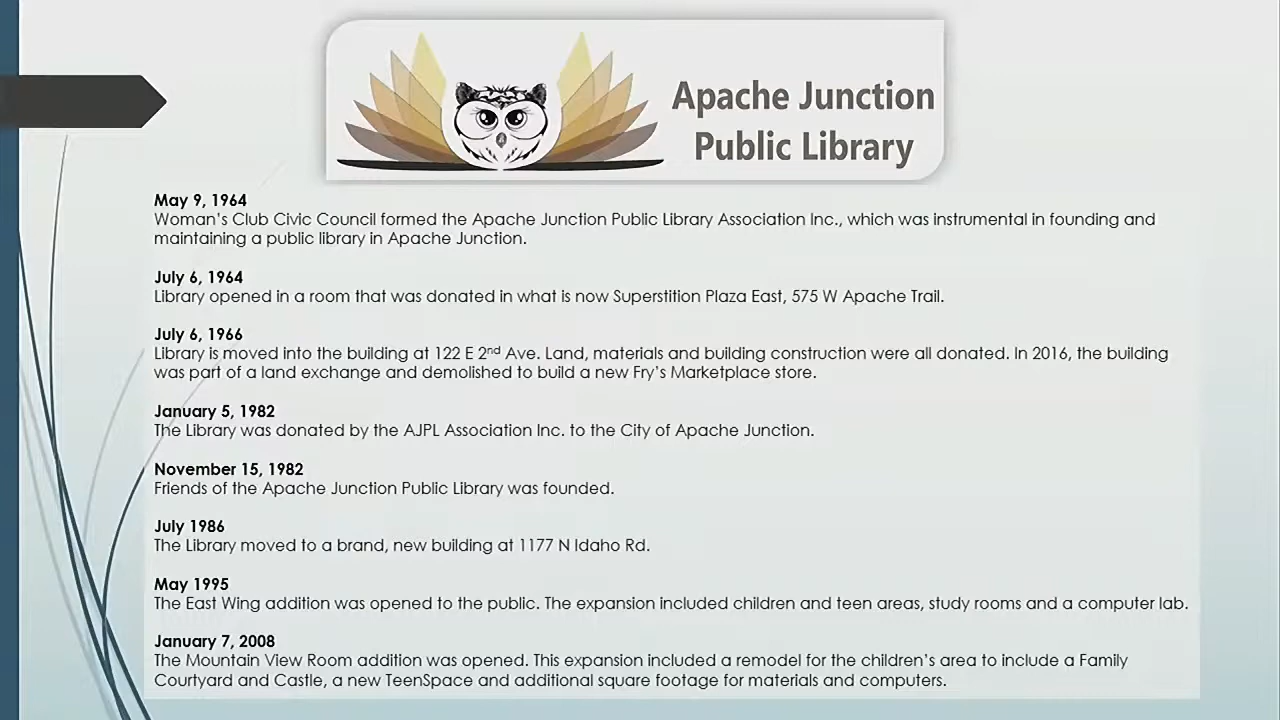 Apache Junction
Public Library
May 9, 1964
Woman's Club Civic Council formed the Apache Junction Public Library Association Inc., which was instrumental in founding and
maintaining a public library in Apache Junction.
July 6, 1964
Library opened in a room that was donated in what is now Superstition Plaza East, 575 W Apache Trail.
July 6, 1966
Library is moved into the building at 122 E 2nd Ave. Land, materials and building construction were all donated. In 2016, the building
was part of a land exchange and demolished to build a new Fry's Marketplace store.
January 5, 1982
The Library was donated by the AJPL Association Inc. to the City of Apache Junction.
November 15, 1982
Friends of the Apache Junction Public Library was founded.
July 1986
The Library moved to a brand, new building at 1177 N Idaho Rd.
May 1995
The East Wing addition was opened to the public. The expansion included children and teen areas, study rooms and a computer lab.
January 7, 2008
The Mountain View Room addition was opened. This expansion included a remodel for the children's area to include a Family
Courtyard and Castle, a new TeenSpace and additional square footage for materials and computers.